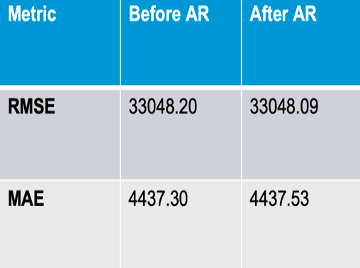 Metric Before AR After AR
RMSE 33048.20 33048.09
MAE 4437.30 4437.53